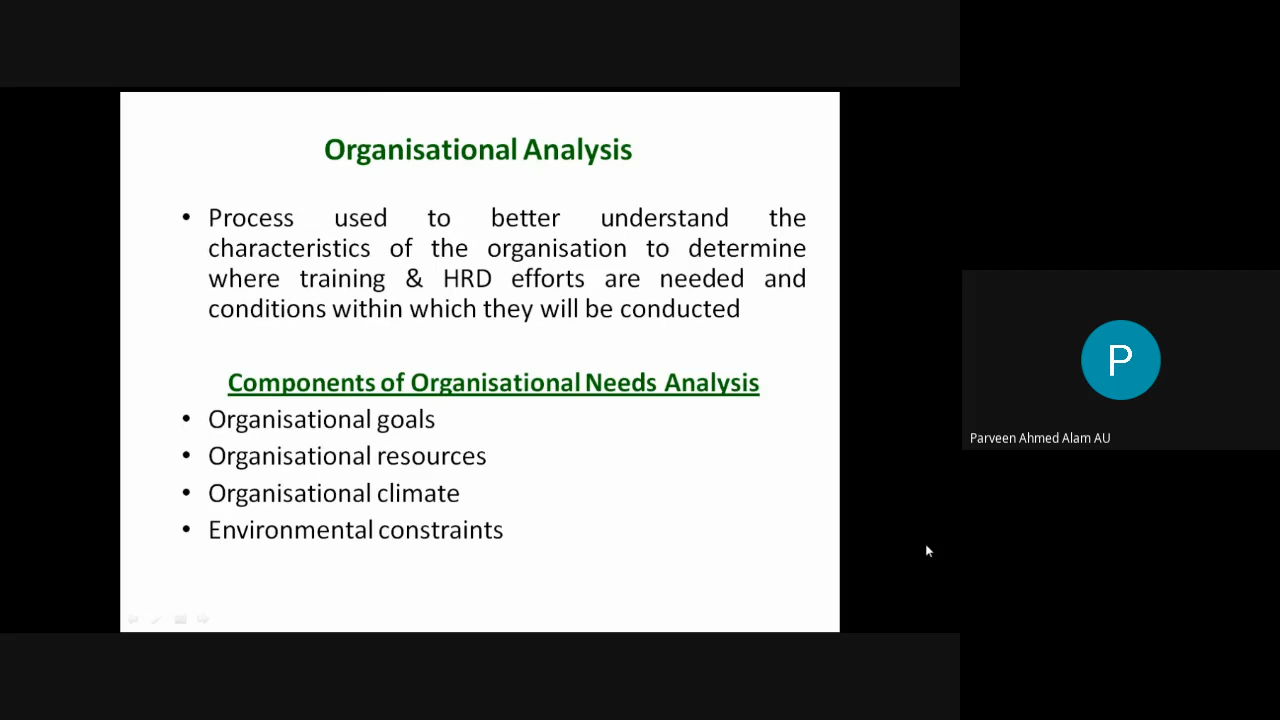 Organisational Analysis
• Process used to better understand the
characteristics of the organisation to determine
where training & HRD efforts are needed and
conditions within which they will be conducted
Components of Organisational Needs Analysis
• Organisational goals
• Organisational resources
• Organisational climate
• Environmental constraints
P
Parveen Ahmed Alam AU